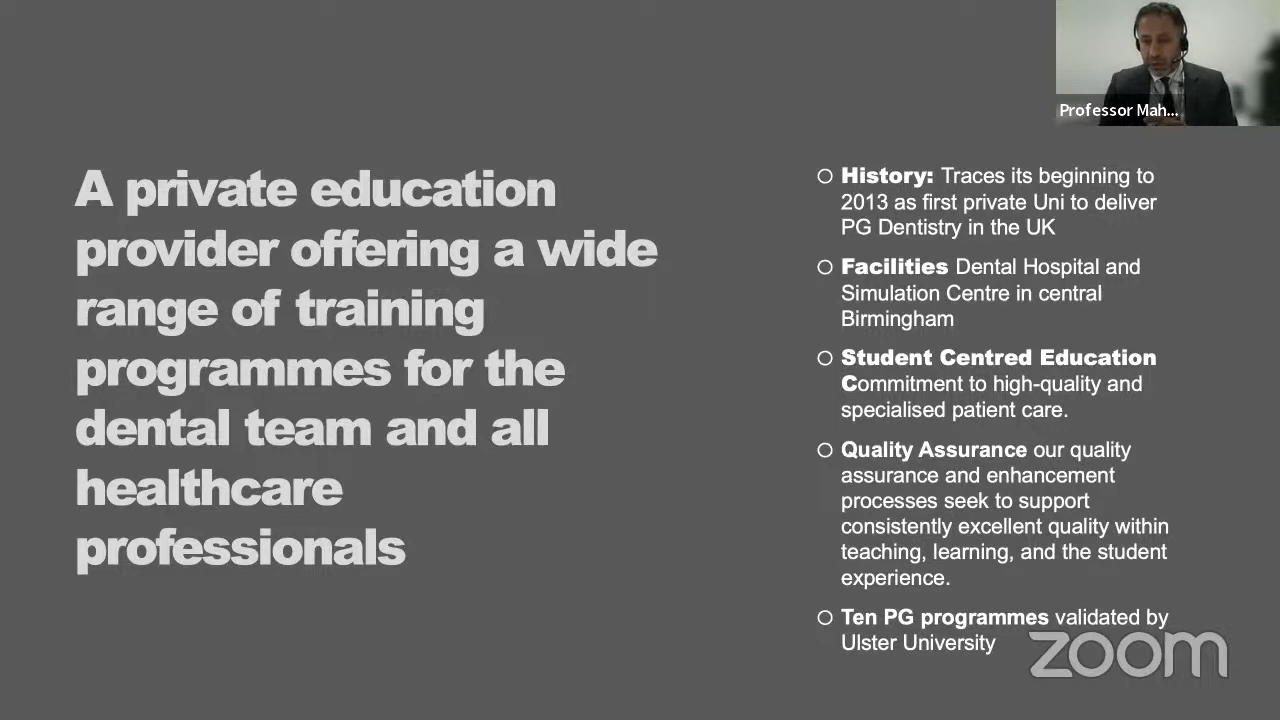 Professor Mah...
A private education
provider offering a wide
range of training
programmes for the
dental team and all
healthcare
professionals
History: Traces its beginning to
2013 as first private Uni to deliver
PG Dentistry in the UK
Facilities Dental Hospital and
Simulation Centre in central
Birmingham
Student Centred Education
Commitment to high-quality and
specialised patient care.
Quality Assurance our quality
assurance and enhancement
processes seek to support
consistently excellent quality within
teaching, learning, and the student
experience.
Ten PG programmes validated by
Ulster University
zoom